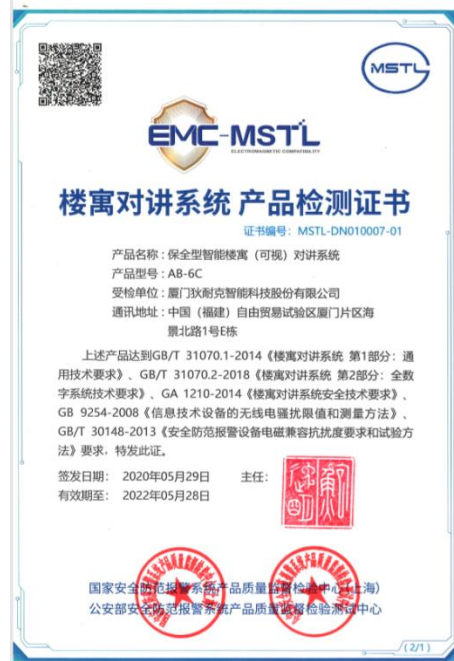 MSTL
EMC-MSTL
ELECTROMAGNETIC COMPATIBILITY
楼寓对讲系统 产品检测证书
证书编号: MSTL-DN010007-01
产品名称:保全型智能楼寓(可视)对讲系统
产品型号:AB-6C
受检单位:厦门狄耐克智能科技股份有限公司
通讯地址:中国(福建)自由贸易试验区厦门片区海
景北路1号E栋
上述产品达到GB/T 31070.1-2014《楼寓对讲系统 第1部分:通
用技术要求》、GB/T 31070.2-2018《楼寓对讲系统 第2部分:全数
字系统技术要求》、GA 1210-2014《楼寓对讲系统安全技术要求》、
GB 9254-2008《信息技术设备的无线电骚扰限值和测量方法》、
GB/T 30148-2013《安全防范报警设备电磁兼容抗扰度要求和试验方
法》要求,特发此证。
签发日期: 2020年05月29日 主任:
有效期至: 2022年05月28日
国家安全防范报警系统产品质量监督检验中心(上海)
公安部安全防范报警系统产品质量监督检验测试中心
(2/1)